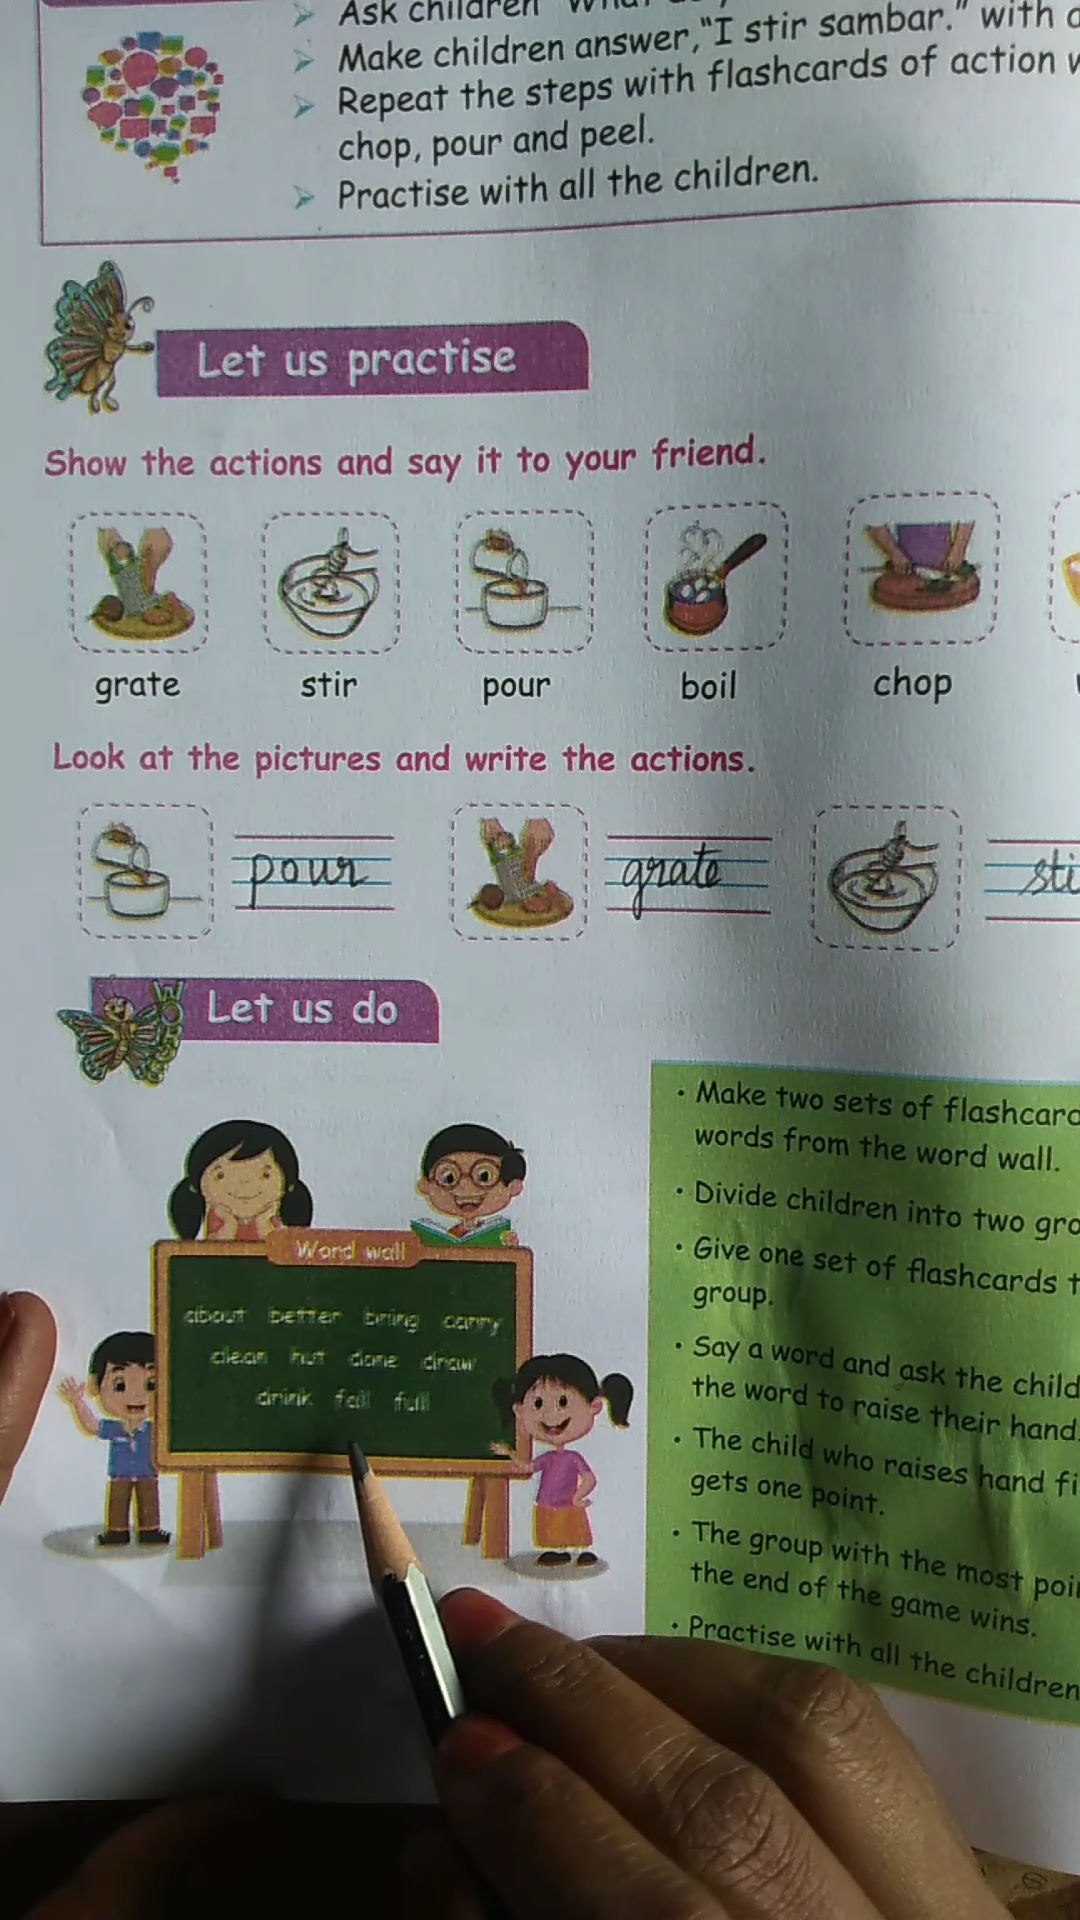 Ask children
Make children answer,"I stir sambar." with
Repeat the steps with flashcards of action
chop, pour and peel.
Practise with all the children.
Let us practise
Show the actions and say it to your friend.
grate stir pour boil chop
Look at the pictures and write the actions.
pour grate sti
WORDS
Let us do
Word wall
about better bring carry
clean hut done draw
drink fall full
• Make two sets of flashcard
words from the word wall.
• Divide children into two gro
• Give one set of flashcards t
group.
• Say a word and ask the child
the word to raise their hand.
• The child who raises hand fi
gets one point.
• The group with the most poi
the end of the game wins.
• Practise with all the children